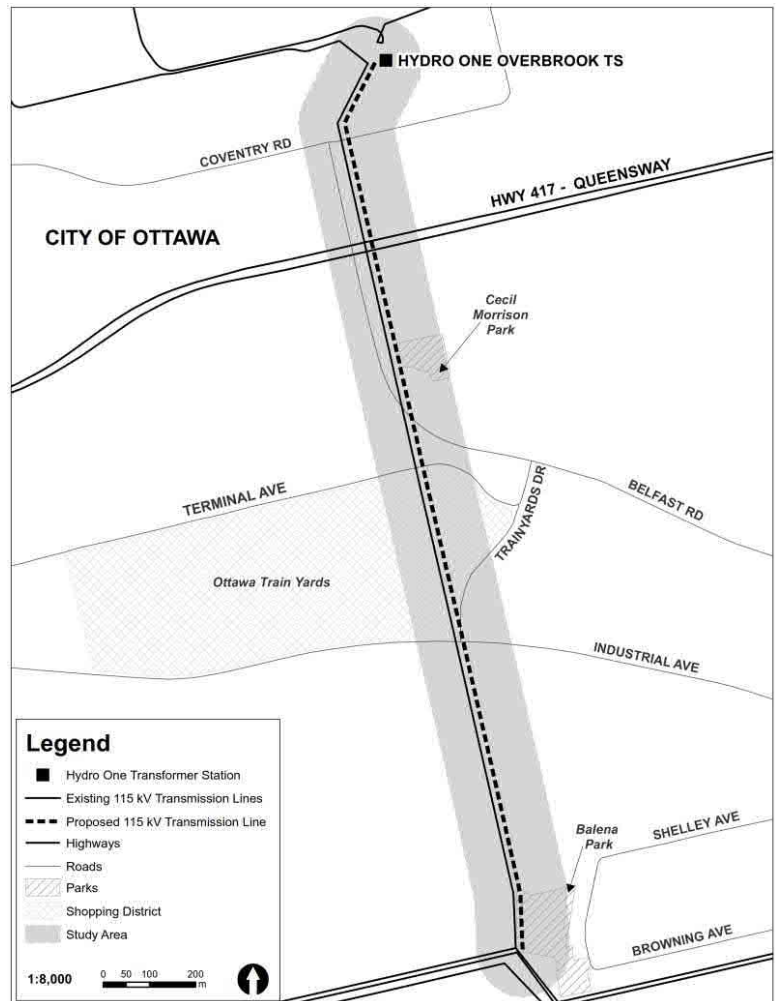 HYDRO ONE OVERBROOK TS
COVENTRY RD
HWY 417 - QUEENSWAY
CITY OF OTTAWA
Cecil
Morrison
Park
TERMINAL AVE
TRAINYARDS DR
BELFAST RD
Ottawa Train Yards
INDUSTRIAL AVE
Balena
Park
SHELLEY AVE
BROWNING AVE
Legend
Hydro One Transformer Station
Existing 115 kV Transmission Lines
Proposed 115 kV Transmission Line
Highways
Roads
Parks
Shopping District
Study Area
1:8,000
0 50 100 200
m